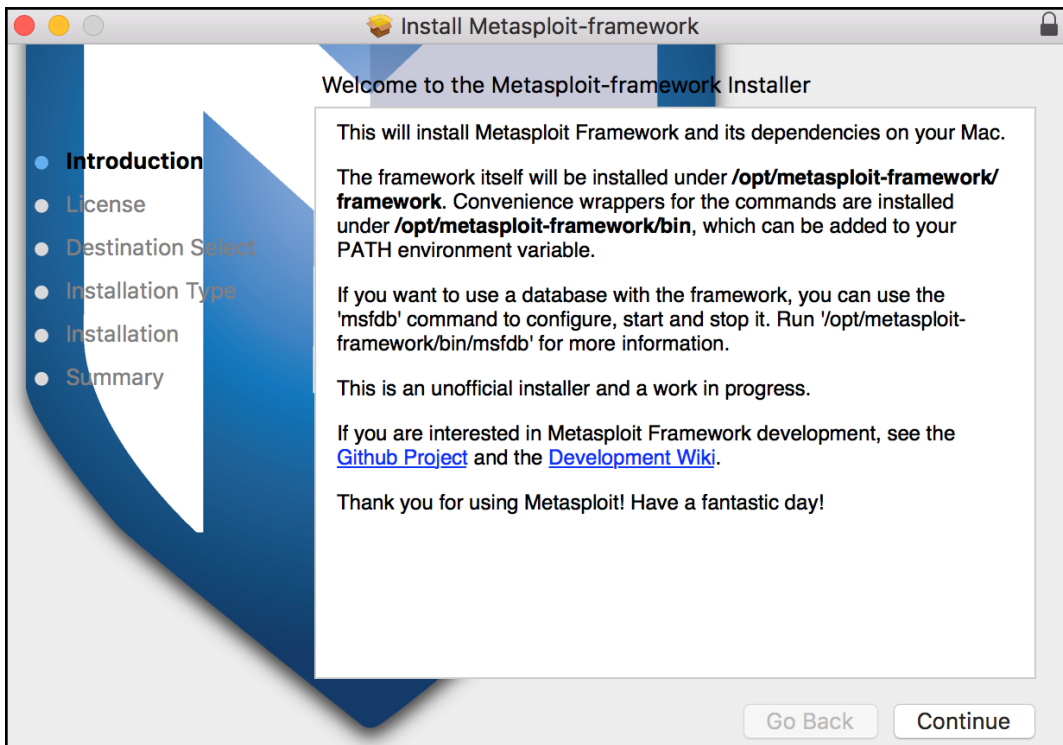 Install Metasploit-framework
Welcome to the Metasploit-framework Installer
Introduction
License
Destination Select
Installation Type
Installation
Summary
This will install Metasploit Framework and its dependencies on your Mac.
The framework itself will be installed under /opt/metasploit-framework/
framework. Convenience wrappers for the commands are installed
under /opt/metasploit-framework/bin, which can be added to your
PATH environment variable.
If you want to use a database with the framework, you can use the
'msfdb' command to configure, start and stop it. Run '/opt/metasploit-
framework/bin/msfdb' for more information.
This is an unofficial installer and a work in progress.
If you are interested in Metasploit Framework development, see the
Github Project and the Development Wiki.
Thank you for using Metasploit! Have a fantastic day!
Go Back
Continue